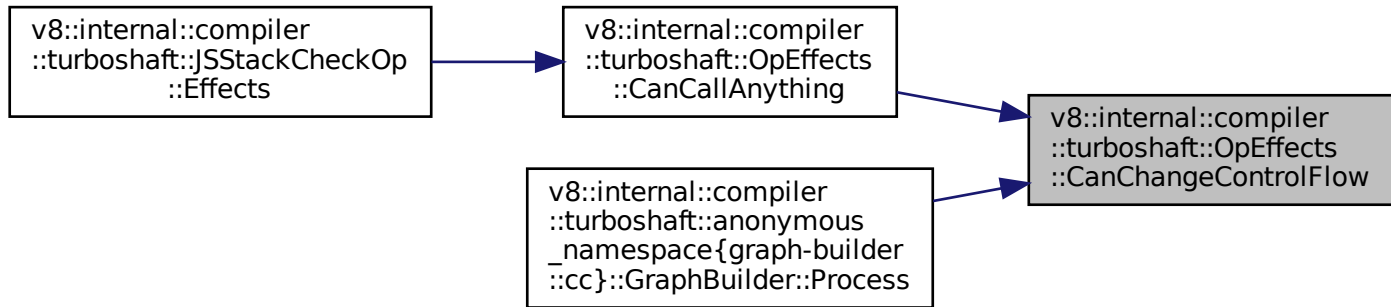 v8::internal::compiler
::turboshaft::JSStackCheckOp
::Effects
v8::internal::compiler
::turboshaft::OpEffects
::CanCallAnything
v8::internal::compiler
::turboshaft::OpEffects
::CanChangeControlFlow
v8::internal::compiler
::turboshaft::anonymous
_namespace{graph-builder
::cc}::GraphBuilder::Process